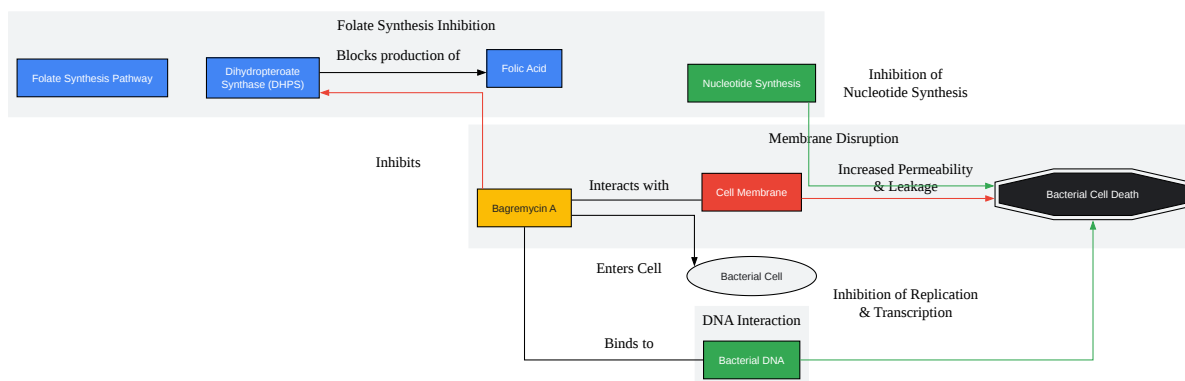 Folate Synthesis Inhibition
Blocks production of
Folate Synthesis Pathway
Dihydropteroate
Synthase (DHPS)
Folic Acid
Nucleotide Synthesis
Inhibition of
Nucleotide Synthesis
Membrane Disruption
Inhibits
Increased Permeability
& Leakage
Interacts with
Cell Membrane
Bacterial Cell Death
Bagremycin A
Enters Cell
Bacterial Cell
Inhibition of Replication
& Transcription
DNA Interaction
Binds to
Bacterial DNA